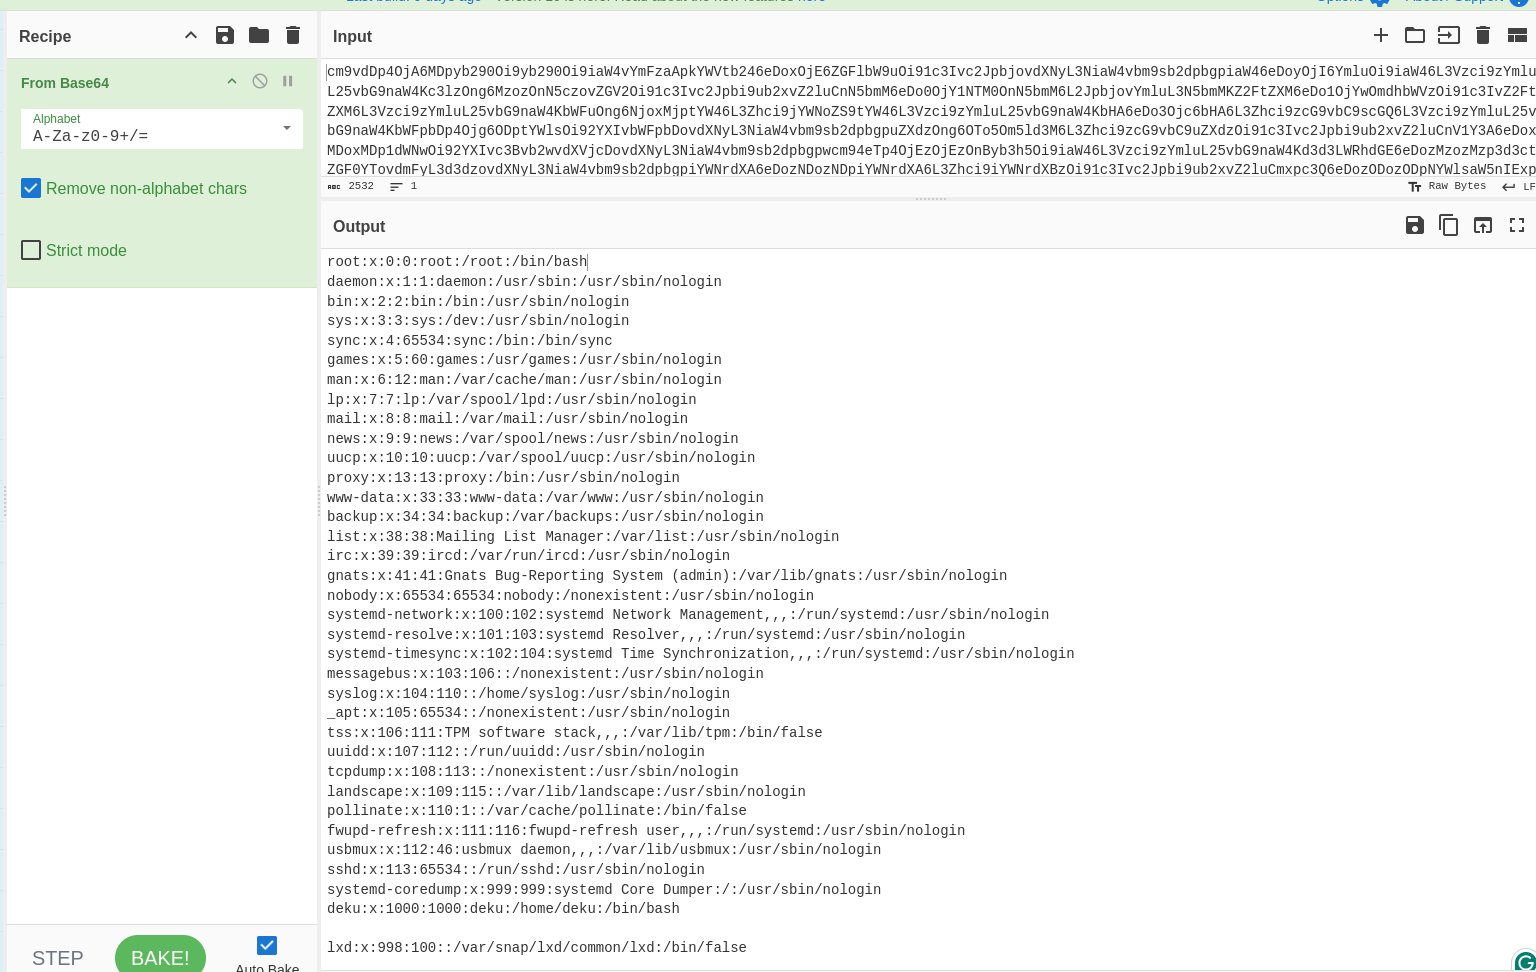 Recipe
From Base64
Alphabet
A-Za-z0-9+/=
Remove non-alphabet chars
Strict mode
STEP
BAKE!
Auto Bake
Input
cm9vdDp4OjA6MDpyb290Oi9yb290Oi9iaW4vYmFzaApkYWVtb246eDoxOjE6ZGFlbW9uOi91c3Ivc2JpbjovdXNyL3NiaW4vbm9sb2dpbgpiaW46eDoyOjI6YmluOi9iaW46L3Vzci9zYmlu
L25vbG9naW4Kc3lzOng6MzozOnN5czovZGV2Oi91c3Ivc2Jpbi9ub2xvZ2luCnN5bmM6eDo0OjY1NTM0OnN5bmM6L2JpbjovYmluL3N5bmMKZ2FtZXM6eDo1OjYwOmdhbWVzOi91c3IvZ2Ft
ZXM6L3Vzci9zYmluL25vbG9naW4KbWFuOng6NjoxMjptYW46L3Zhci9jYWNoZS9tYW46L3Vzci9zYmluL25vbG9naW4KbHA6eDo3Ojc6bHA6L3Zhci9zcG9vbC9scGQ6L3Vzci9zYmluL25v
bG9naW4KbWFpbDp4Ojg6ODptYWlsOi92YXIvbWFpbDovdXNyL3NiaW4vbm9sb2dpbgpuZXdzOng6OTo5Om5ld3M6L3Zhci9zcG9vbC9uZXdzOi91c3Ivc2Jpbi9ub2xvZ2luCnV1Y3A6eDox
MDoxMDp1dWNwOi92YXIvc3Bvb2wvdXVjcDovdXNyL3NiaW4vbm9sb2dpbgpwcm94eTp4OjEzOjEzOnByb3h5Oi9iaW46L3Vzci9zYmluL25vbG9naW4Kd3d3LWRhdGE6eDozMzozMzp3d3ct
ZGF0YTovdmFyL3d3dzovdXNyL3NiaW4vbm9sb2dpbgpiYWNrdXA6eDozNDozNDpiYWNrdXA6L3Zhci9iYWNrdXBzOi91c3Ivc2Jpbi9ub2xvZ2luCmxpc3Q6eDozODozODpNYWlsaW5nIExp
2532
1
Raw Bytes
LF
Output
root:x:0:0:root:/root:/bin/bash
daemon:x:1:1:daemon:/usr/sbin:/usr/sbin/nologin
bin:x:2:2:bin:/bin:/usr/sbin/nologin
sys:x:3:3:sys:/dev:/usr/sbin/nologin
sync:x:4:65534:sync:/bin:/bin/sync
games:x:5:60:games:/usr/games:/usr/sbin/nologin
man:x:6:12:man:/var/cache/man:/usr/sbin/nologin
lp:x:7:7:lp:/var/spool/lpd:/usr/sbin/nologin
mail:x:8:8:mail:/var/mail:/usr/sbin/nologin
news:x:9:9:news:/var/spool/news:/usr/sbin/nologin
uucp:x:10:10:uucp:/var/spool/uucp:/usr/sbin/nologin
proxy:x:13:13:proxy:/bin:/usr/sbin/nologin
www-data:x:33:33:www-data:/var/www:/usr/sbin/nologin
backup:x:34:34:backup:/var/backups:/usr/sbin/nologin
list:x:38:38:Mailing List Manager:/var/list:/usr/sbin/nologin
irc:x:39:39:ircd:/var/run/ircd:/usr/sbin/nologin
gnats:x:41:41:Gnats Bug-Reporting System (admin):/var/lib/gnats:/usr/sbin/nologin
nobody:x:65534:65534:nobody:/nonexistent:/usr/sbin/nologin
systemd-network:x:100:102:systemd Network Management,,,:/run/systemd:/usr/sbin/nologin
systemd-resolve:x:101:103:systemd Resolver,,,:/run/systemd:/usr/sbin/nologin
systemd-timesync:x:102:104:systemd Time Synchronization,,,:/run/systemd:/usr/sbin/nologin
messagebus:x:103:106::/nonexistent:/usr/sbin/nologin
syslog:x:104:110::/home/syslog:/usr/sbin/nologin
_apt:x:105:65534::/nonexistent:/usr/sbin/nologin
tss:x:106:111:TPM software stack,,,:/var/lib/tpm:/bin/false
uuidd:x:107:112::/run/uuidd:/usr/sbin/nologin
tcpdump:x:108:113::/nonexistent:/usr/sbin/nologin
landscape:x:109:115::/var/lib/landscape:/usr/sbin/nologin
pollinate:x:110:1::/var/cache/pollinate:/bin/false
fwupd-refresh:x:111:116:fwupd-refresh user,,,:/run/systemd:/usr/sbin/nologin
usbmux:x:112:46:usbmux daemon,,,:/var/lib/usbmux:/usr/sbin/nologin
sshd:x:113:65534::/run/sshd:/usr/sbin/nologin
systemd-coredump:x:999:999:systemd Core Dumper:/:/usr/sbin/nologin
deku:x:1000:1000:deku:/home/deku:/bin/bash
lxd:x:998:100::/var/snap/lxd/common/lxd:/bin/false